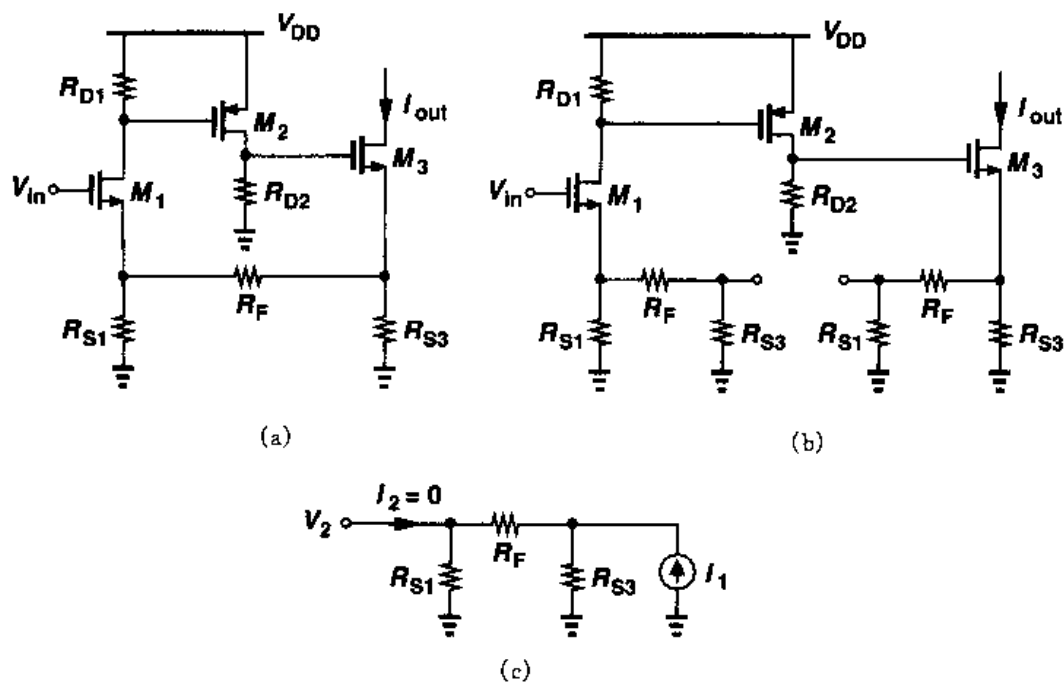 V_DD
R_D1
M_2
I_out
M_3
V_in
M_1
R_D2
R_F
R_S1
R_S3
(a)
V_DD
R_D1
M_2
I_out
M_3
V_in
M_1
R_D2
R_F
R_F
R_S1
R_S3
R_S1
R_S3
(b)
I_2 = 0
V_2
R_F
R_S1
R_S3
I_1
(c)